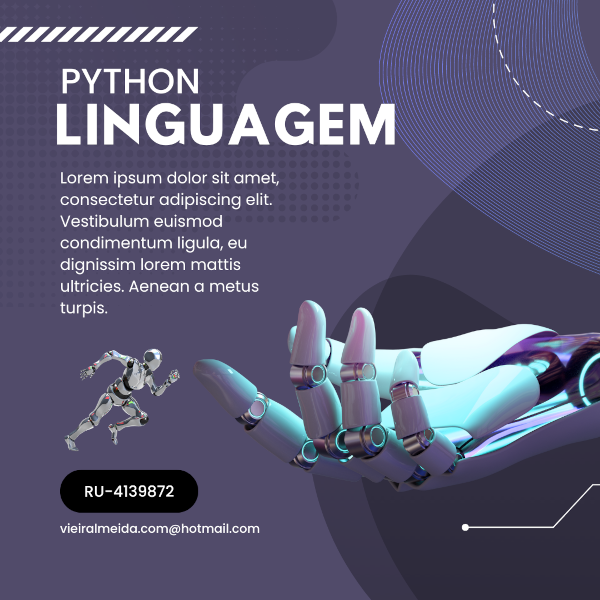 PYTHON
LINGUAGEM
Lorem ipsum dolor sit amet,
consectetur adipiscing elit.
Vestibulum euismod
condimentum ligula, eu
dignissim lorem mattis
ultricies. Aenean a metus
turpis.
RU-4139872
vieiralmeida.com@hotmail.com